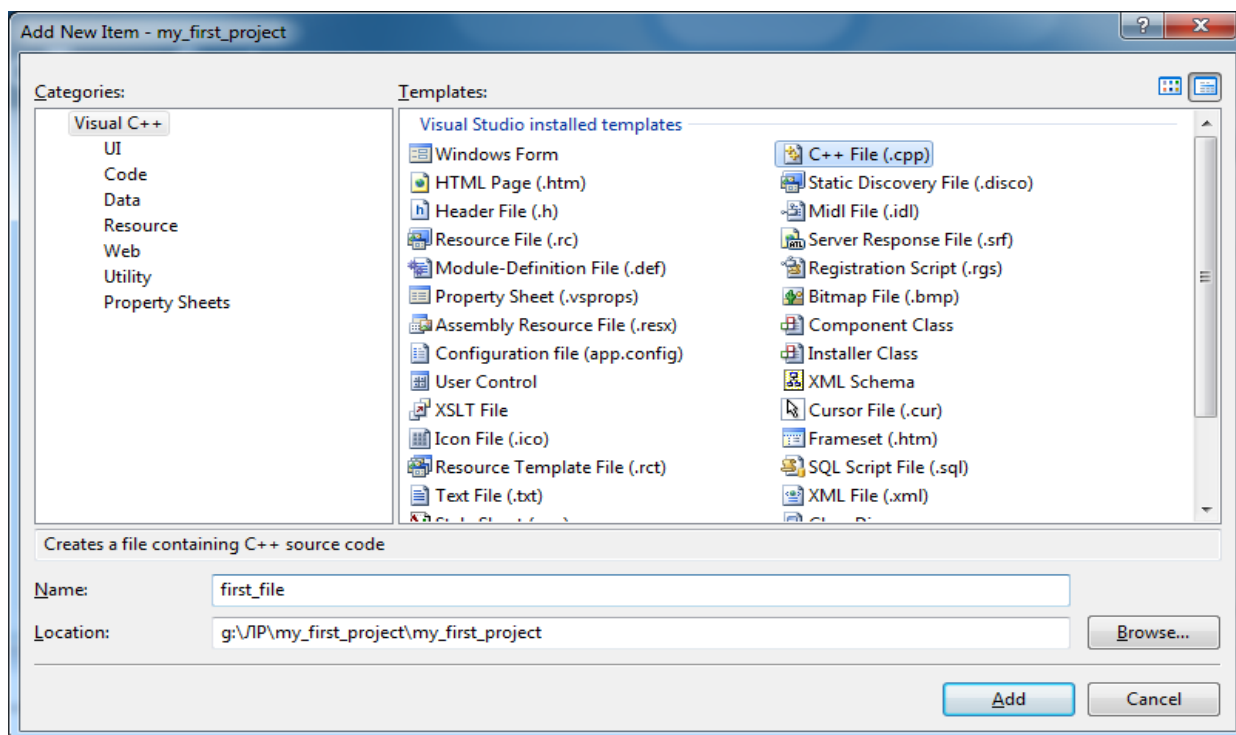 Add New Item - my_first_project
Categories:
Templates:
Visual C++
UI
Code
Data
Resource
Web
Utility
Property Sheets
Visual Studio installed templates
Windows Form
C++ File (.cpp)
HTML Page (.htm)
Static Discovery File (.disco)
Header File (.h)
Midl File (.idl)
Resource File (.rc)
Server Response File (.srf)
Module-Definition File (.def)
Registration Script (.rgs)
Property Sheet (.vsprops)
Bitmap File (.bmp)
Assembly Resource File (.resx)
Component Class
Configuration file (app.config)
Installer Class
User Control
XML Schema
XSLT File
Cursor File (.cur)
Icon File (.ico)
Frameset (.htm)
Resource Template File (.rct)
SQL Script File (.sql)
Text File (.txt)
XML File (.xml)
Creates a file containing C++ source code
Name:
first_file
Location:
g:\ЛР\my_first_project\my_first_project
Browse...
Add
Cancel